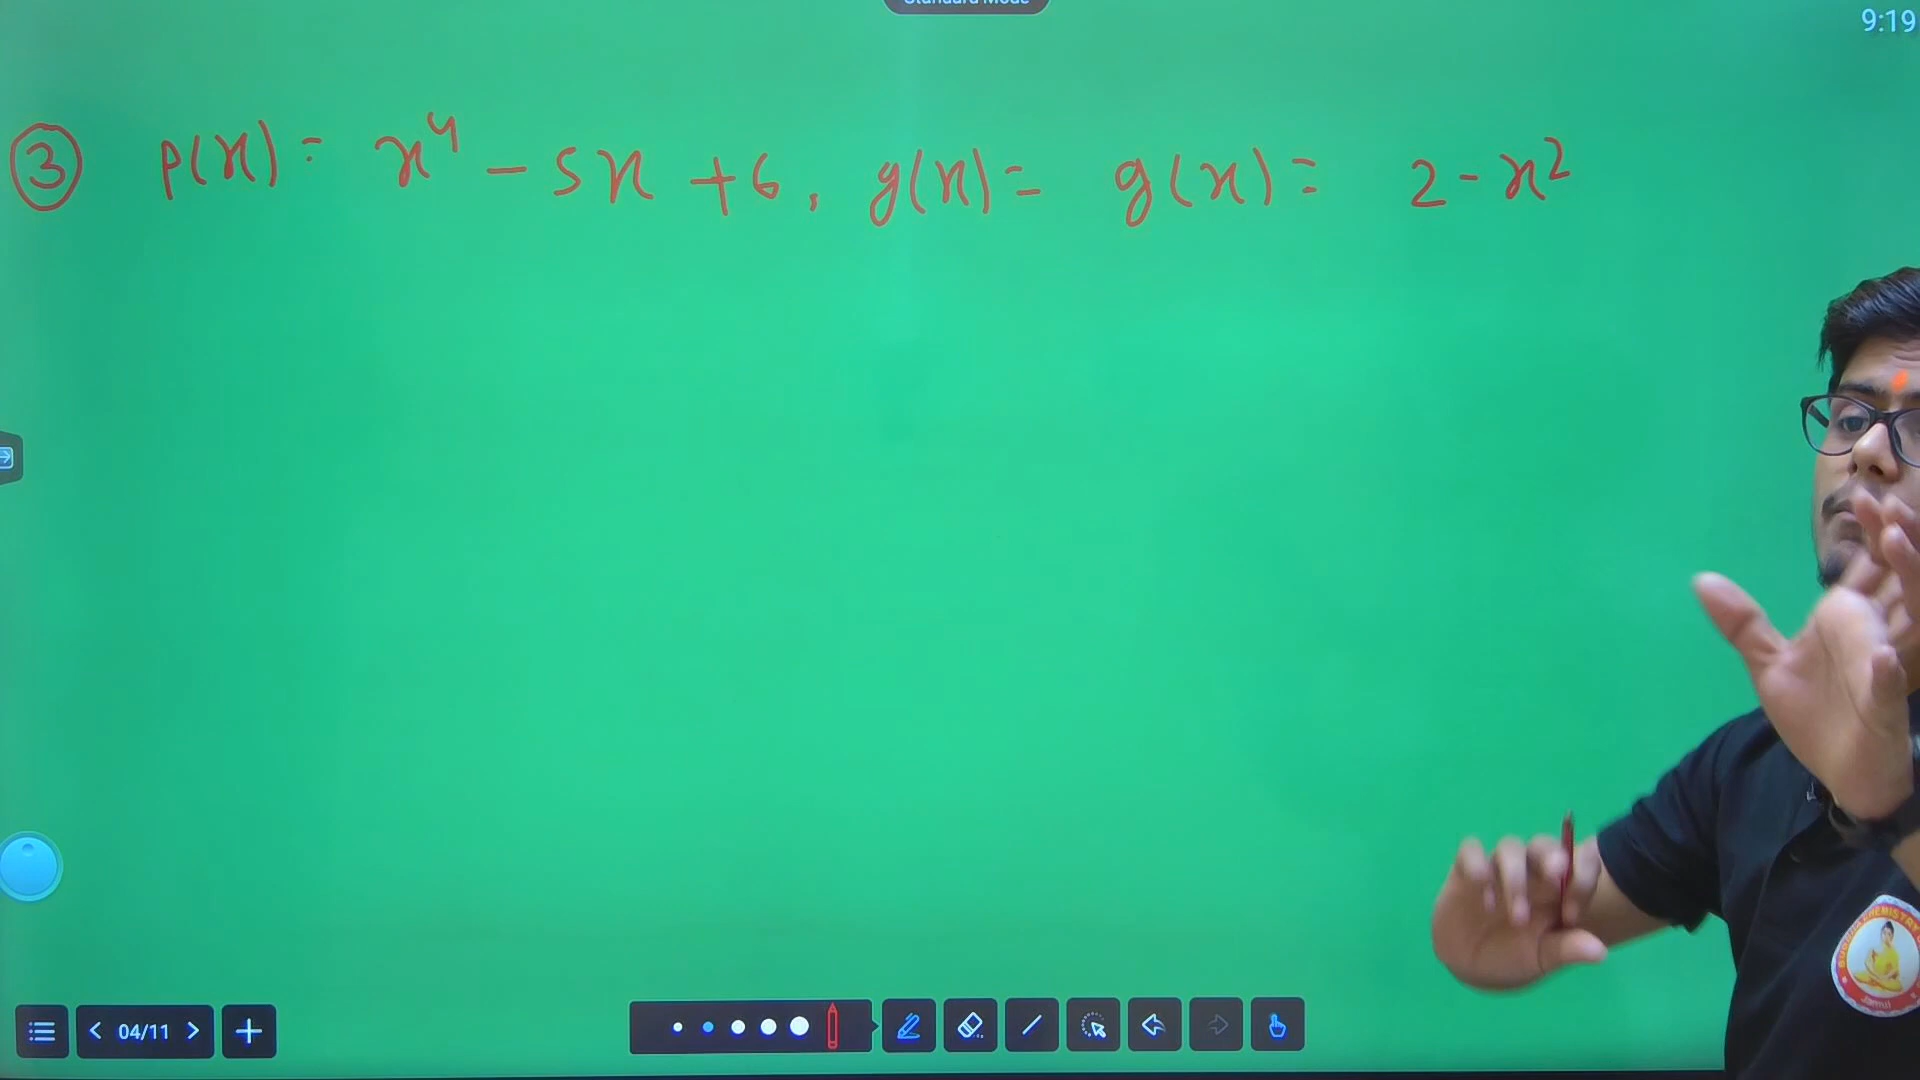 9:19
③ p(x) = x⁴ - 5x + 6, g(x) = g(x) = 2 - x²
04/11